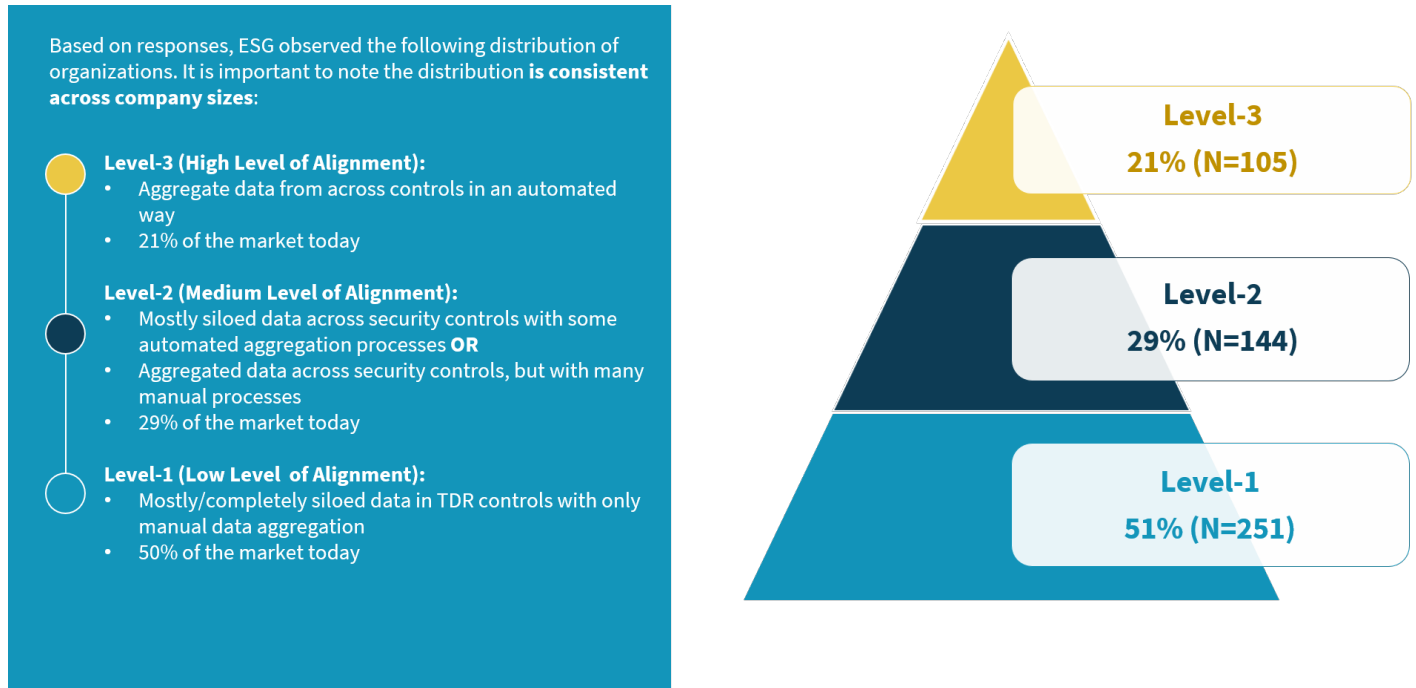 Based on responses, ESG observed the following distribution of
organizations. It is important to note the distribution is consistent
across company sizes:
Level-3 (High Level of Alignment):
• Aggregate data from across controls in an automated
way
• 21% of the market today
Level-2 (Medium Level of Alignment):
• Mostly siloed data across security controls with some
automated aggregation processes OR
• Aggregated data across security controls, but with many
manual processes
• 29% of the market today
Level-1 (Low Level  of Alignment):
• Mostly/completely siloed data in TDR controls with only
manual data aggregation
• 50% of the market today
Level-3
21% (N=105)
Level-2
29% (N=144)
Level-1
51% (N=251)